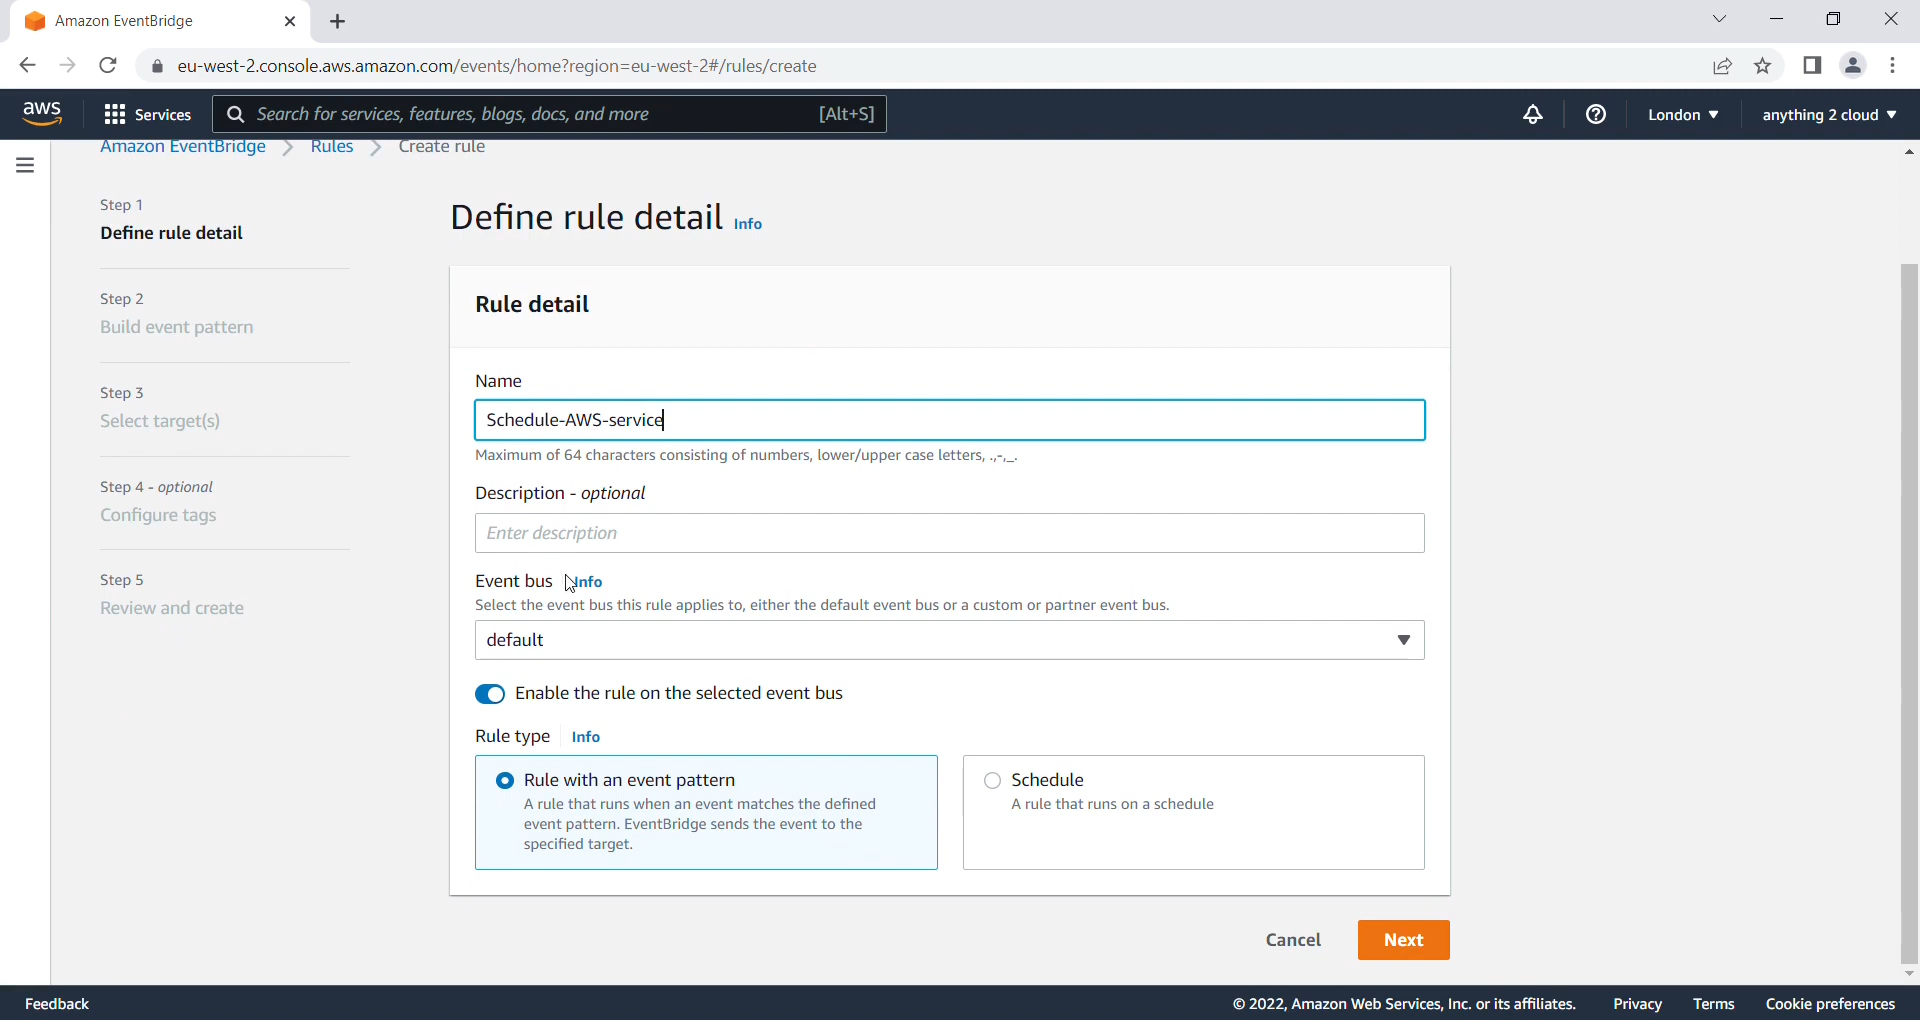 Amazon EventBridge
eu-west-2.console.aws.amazon.com/events/home?region=eu-west-2#/rules/create
aws
Services
Search for services, features, blogs, docs, and more
[Alt+S]
London
anything 2 cloud
Amazon EventBridge
Rules
Create rule
Step 1
Define rule detail
Step 2
Build event pattern
Step 3
Select target(s)
Step 4 - optional
Configure tags
Step 5
Review and create
Define rule detail Info
Rule detail
Name
Schedule-AWS-service
Maximum of 64 characters consisting of numbers, lower/upper case letters, .,-,_.
Description - optional
Enter description
Event bus Info
Select the event bus this rule applies to, either the default event bus or a custom or partner event bus.
default
Enable the rule on the selected event bus
Rule type Info
Rule with an event pattern
A rule that runs when an event matches the defined
event pattern. EventBridge sends the event to the
specified target.
Schedule
A rule that runs on a schedule
Cancel
Next
Feedback
© 2022, Amazon Web Services, Inc. or its affiliates.
Privacy
Terms
Cookie preferences